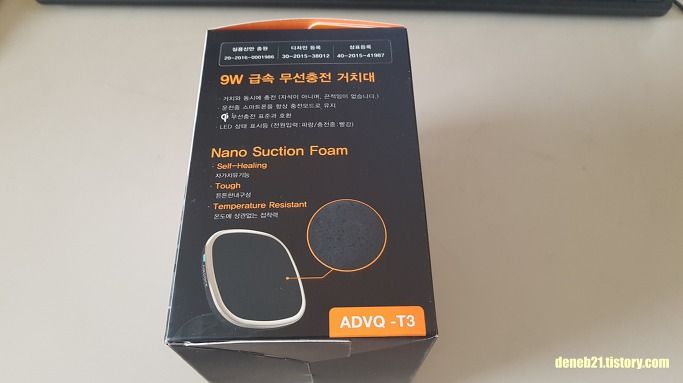 실용신안 출원
디자인 등록
상표등록
20-2016-0001986
30-2015-38012
40-2015-41987
9W 급속 무선충전 거치대
· 거치와 동시에 충전 (자석이 아니며, 끈적임이 없습니다.)
· 운전중 스마트폰을 항상 충전모드로 유지
· Qi 무선충전 표준과 호환
· LED 상태 표시등 (전원입력:파랑/충전중:빨강)
Nano Suction Foam
· Self-Healing
자가치유기능
· Tough
튼튼한내구성
· Temperature Resistant
온도에 상관없는 접착력
ADVQ -T3
deneb21.tistory.com